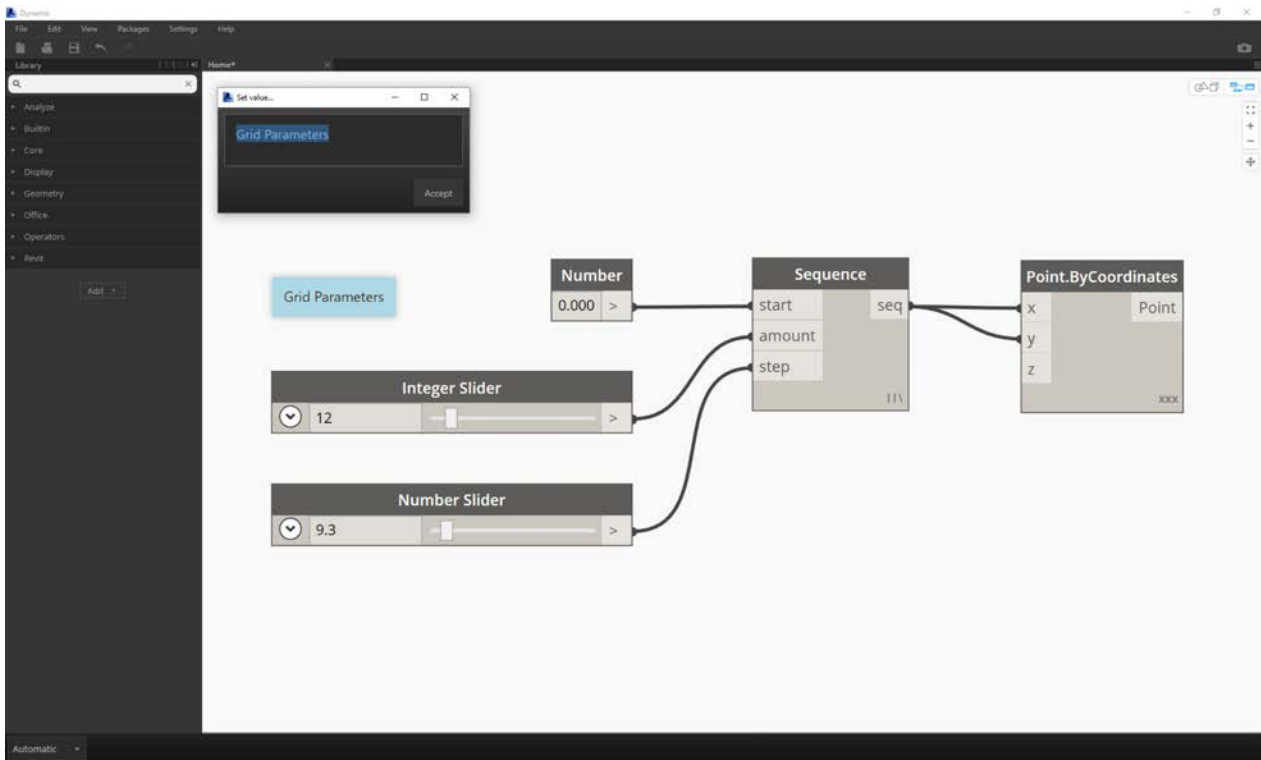 Dynamo
File Edit View Packages Settings Help
Library
Home*
Analyze
Builtin
Core
Display
Geometry
Office
Operators
Revit
Add
Set value...
Grid Parameters
Accept
Grid Parameters
Number
0.000 >
Integer Slider
12 >
Number Slider
9.3 >
Sequence
start seq
amount
step
Point.ByCoordinates
x Point
y
z
xxx
Automatic